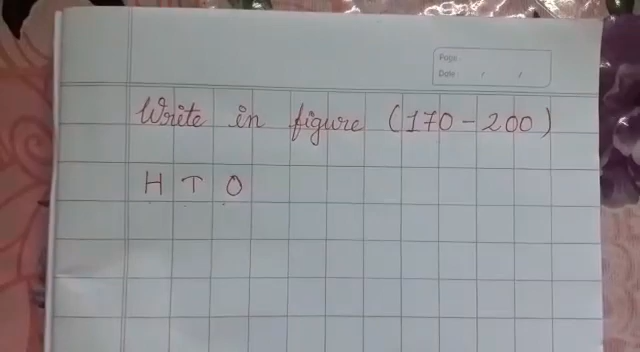 Page:
Date: / /
Write in figure (170-200)
H T O